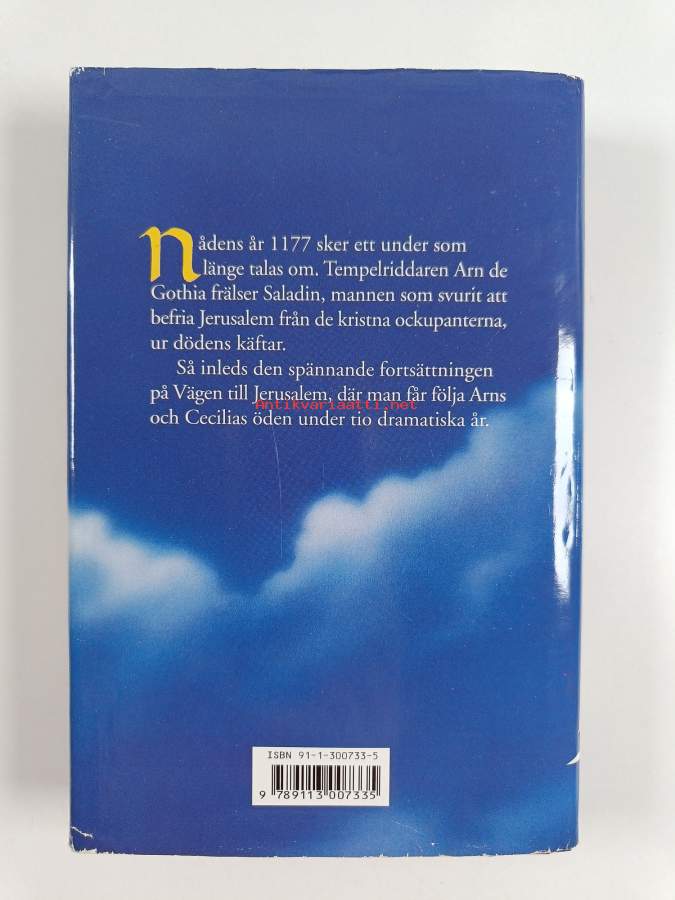 Nådens år 1177 sker ett under som
länge talas om. Tempelriddaren Arn de
Gothia frälser Saladin, mannen som svurit att
befria Jerusalem från de kristna ockupanterna,
ur dödens käftar.
Så inleds den spännande fortsättningen
på Vägen till Jerusalem, där man får följa Arns
Antikvariaatti.net
och Cecilias öden under tio dramatiska år.
ISBN 91-1-300733-5
9 789113 007335